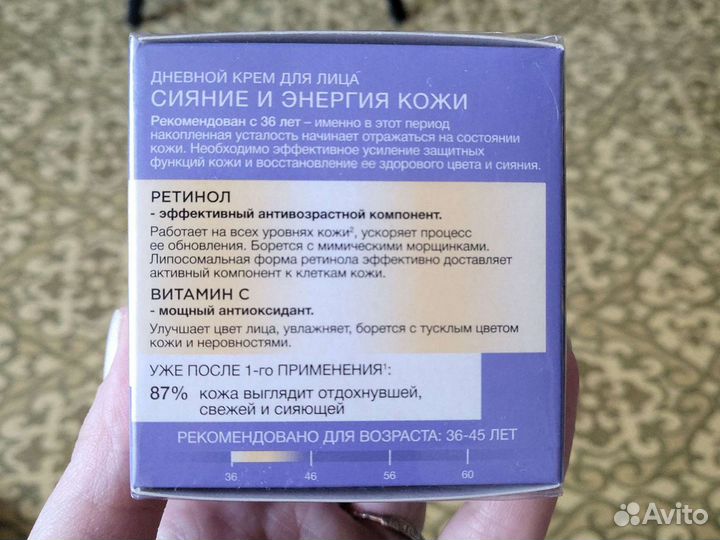 ДНЕВНОЙ КРЕМ ДЛЯ ЛИЦА
СИЯНИЕ И ЭНЕРГИЯ КОЖИ
Рекомендован с 36 лет – именно в этот период
накопленная усталость начинает отражаться на состоянии
кожи. Необходимо эффективное усиление защитных
функций кожи и восстановление ее здорового цвета и сияния.
РЕТИНОЛ
- эффективный антивозрастной компонент.
Работает на всех уровнях кожи², ускоряет процесс
ее обновления. Борется с мимическими морщинками.
Липосомальная форма ретинола эффективно доставляет
активный компонент к клеткам кожи.
ВИТАМИН С
- мощный антиоксидант.
Улучшает цвет лица, увлажняет, борется с тусклым цветом
кожи и неровностями.
УЖЕ ПОСЛЕ 1-го ПРИМЕНЕНИЯ¹:
87% кожа выглядит отдохнувшей,
свежей и сияющей
РЕКОМЕНДОВАНО ДЛЯ ВОЗРАСТА: 36-45 ЛЕТ
36 46 56 60
Avito